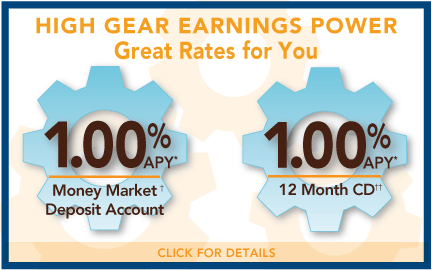 HIGH GEAR EARNINGS POWER
Great Rates for You
1.00% APY*
Money Market †
Deposit Account
1.00% APY*
12 Month CD††
CLICK FOR DETAILS